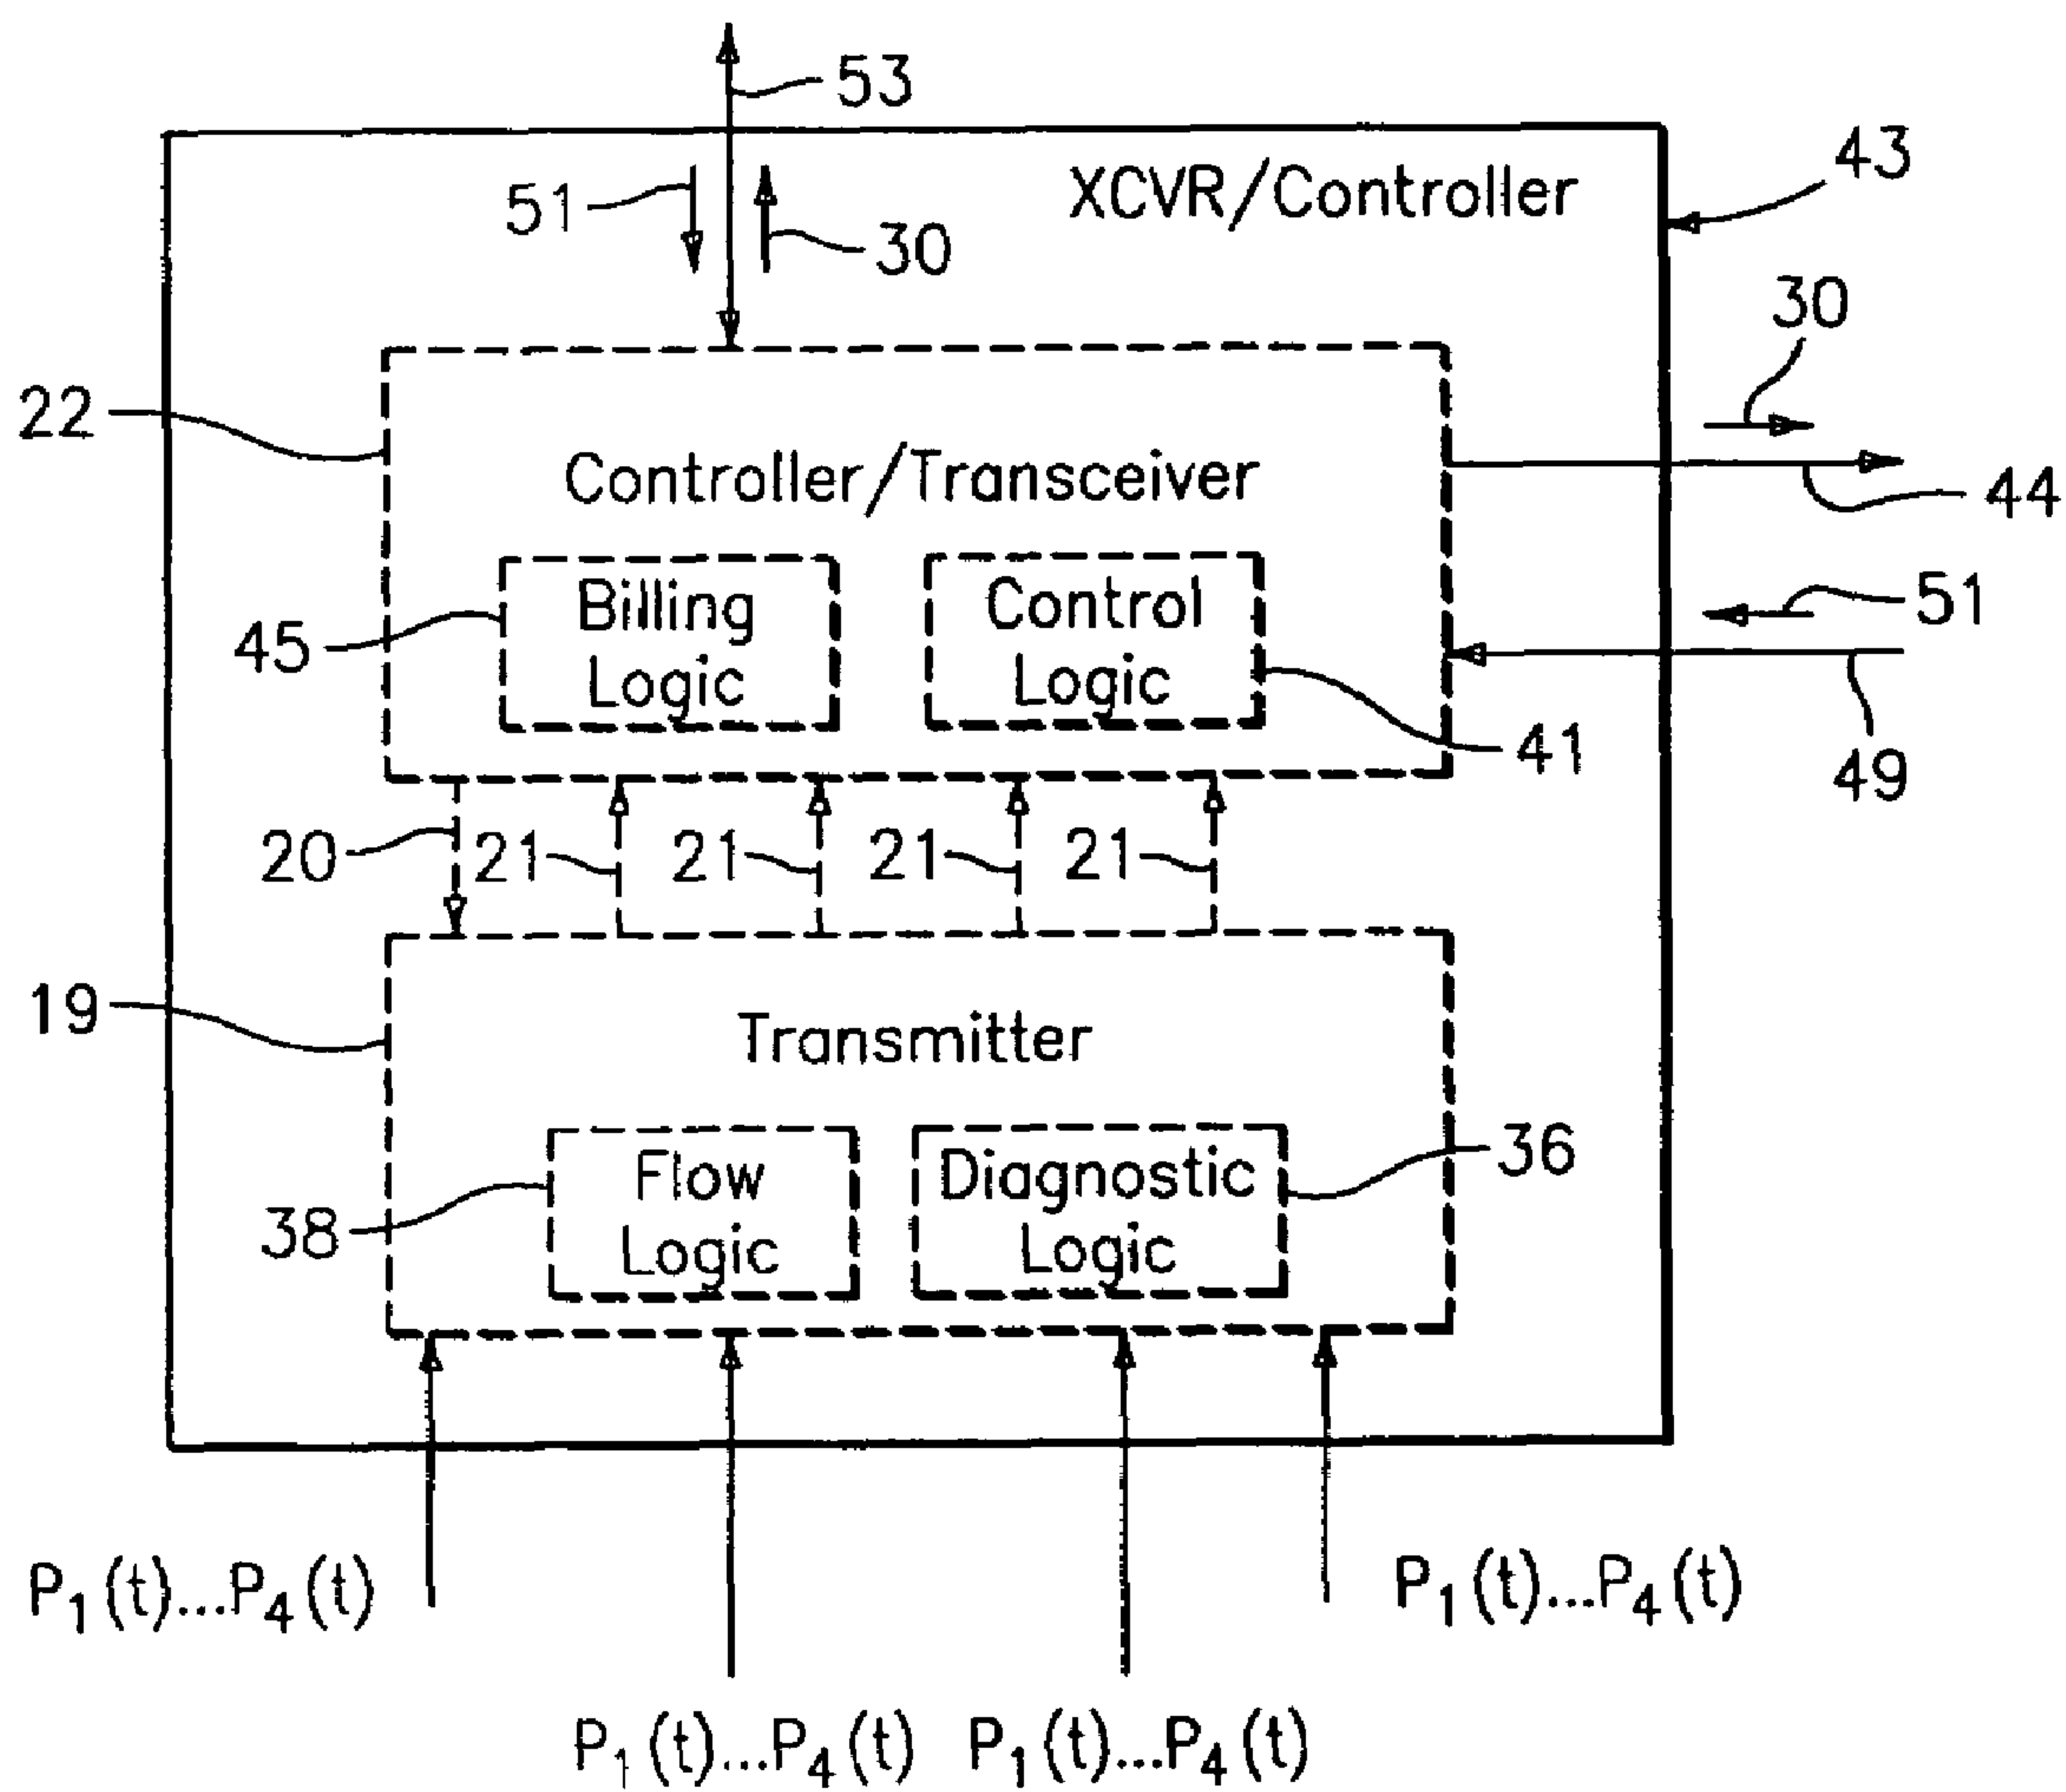 53
XCVR/Controller
43
51
30
30
22
Controller/Transceiver
44
Billing
Logic
Control
Logic
45
41
51
49
20
21
21
21
21
19
Transmitter
Flow
Logic
Diagnostic
Logic
38
36
P1(t)...P4(t)
P1(t)...P4(t)
P1(t)...P4(t)
P1(t)...P4(t)